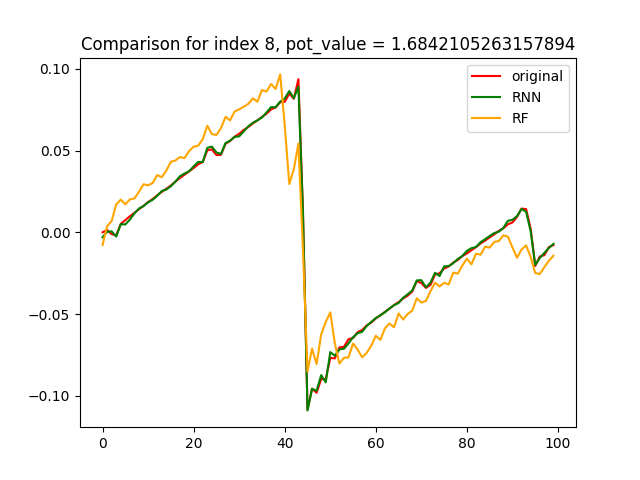 Comparison for index 8, pot_value = 1.6842105263157894
original
RNN
RF
0.10
0.05
0.00
−0.05
−0.10
0 20 40 60 80 100